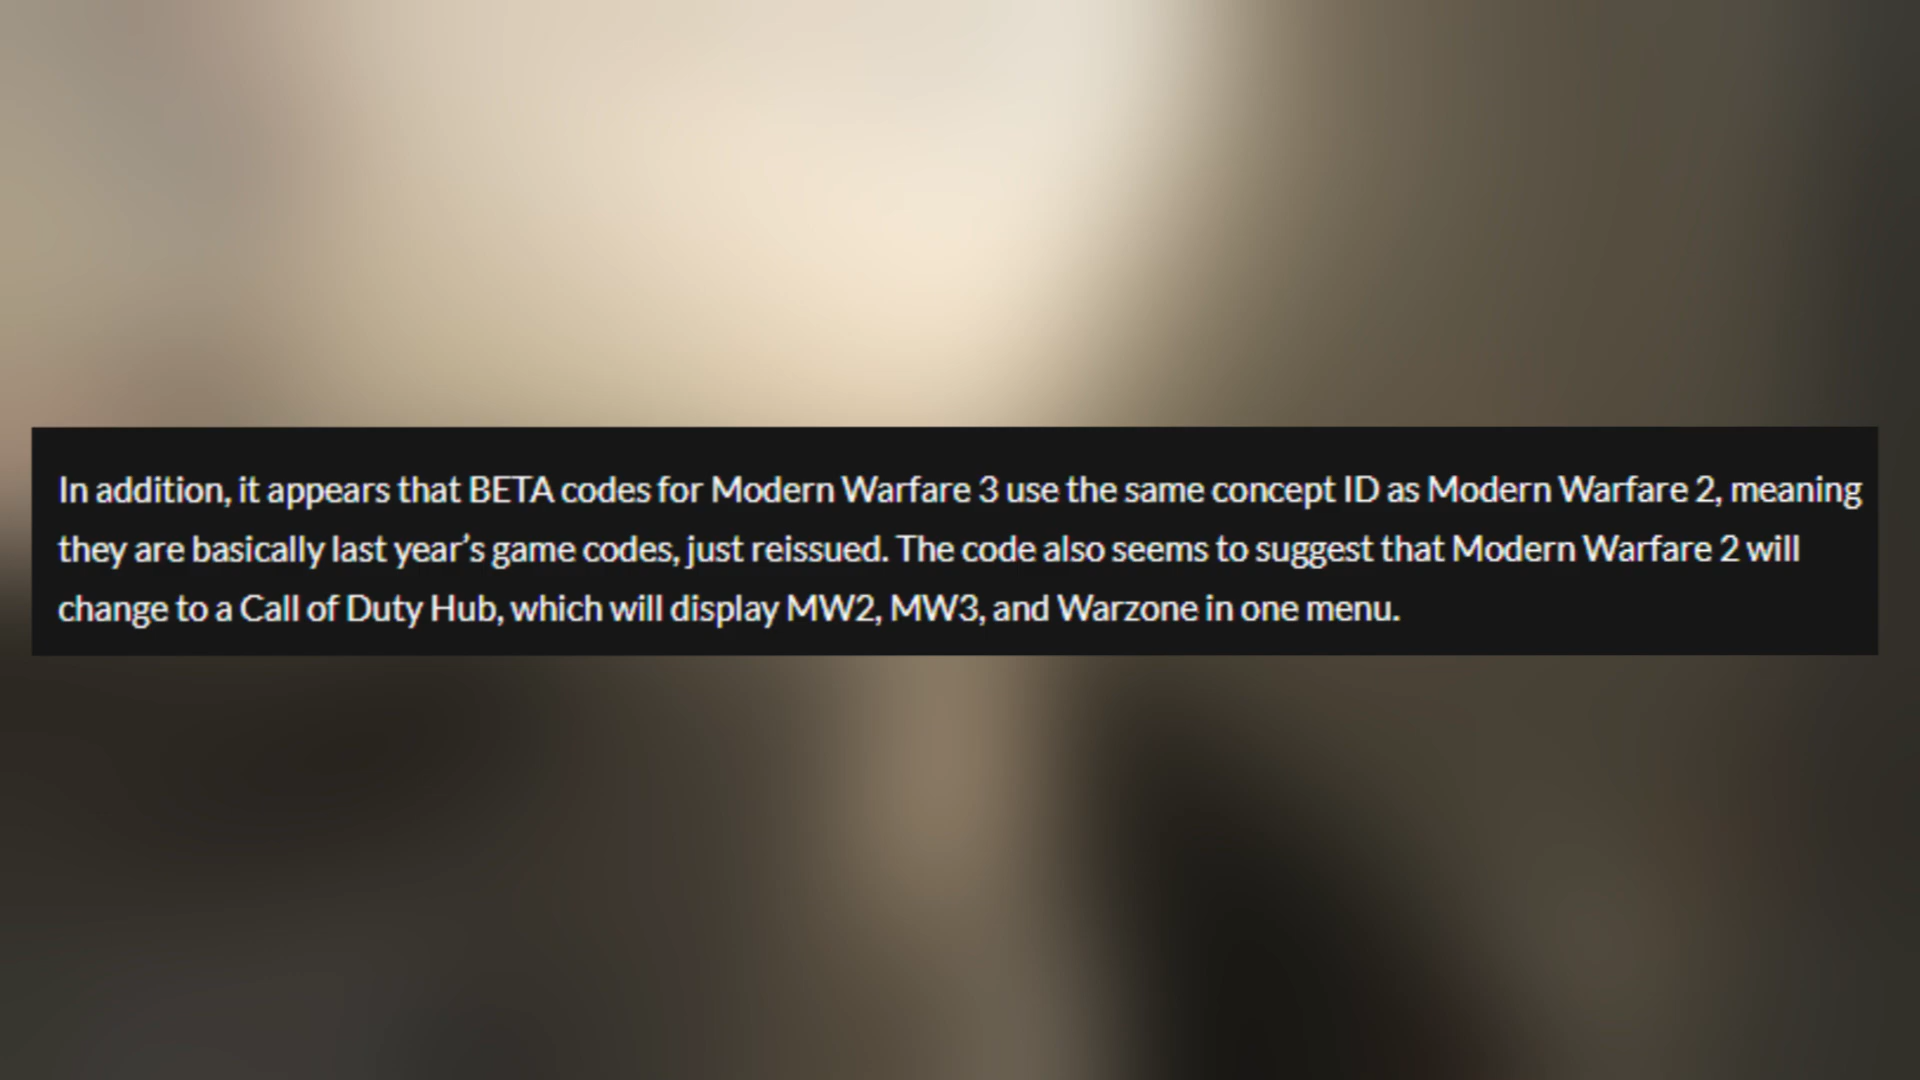 In addition, it appears that BETA codes for Modern Warfare 3 use the same concept ID as Modern Warfare 2, meaning
they are basically last year’s game codes, just reissued. The code also seems to suggest that Modern Warfare 2 will
change to a Call of Duty Hub, which will display MW2, MW3, and Warzone in one menu.